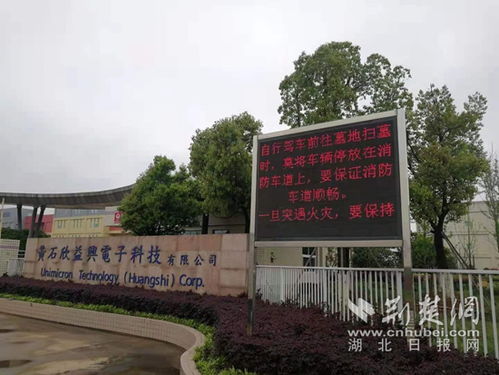 自行驾车前往墓地扫墓
时，莫将车辆停放在消
防车道上，要保证消防
车道顺畅。
一旦突遇火灾，要保持
黄石欣益興電子科技有限公司
Unimicron Technology (Huangshi) Corp.
荆楚网
www.cnhubei.com
湖北日报网